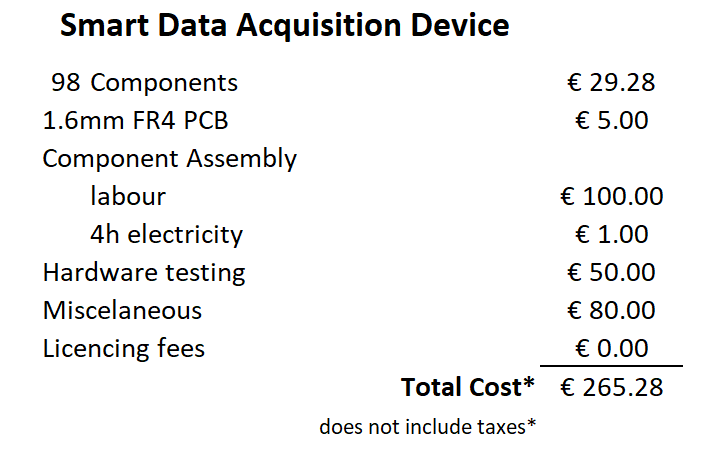 Smart Data Acquisition Device
98 Components € 29.28
1.6mm FR4 PCB € 5.00
Component Assembly
labour € 100.00
4h electricity € 1.00
Hardware testing € 50.00
Miscelaneous € 80.00
Licencing fees € 0.00
Total Cost* € 265.28
does not include taxes*